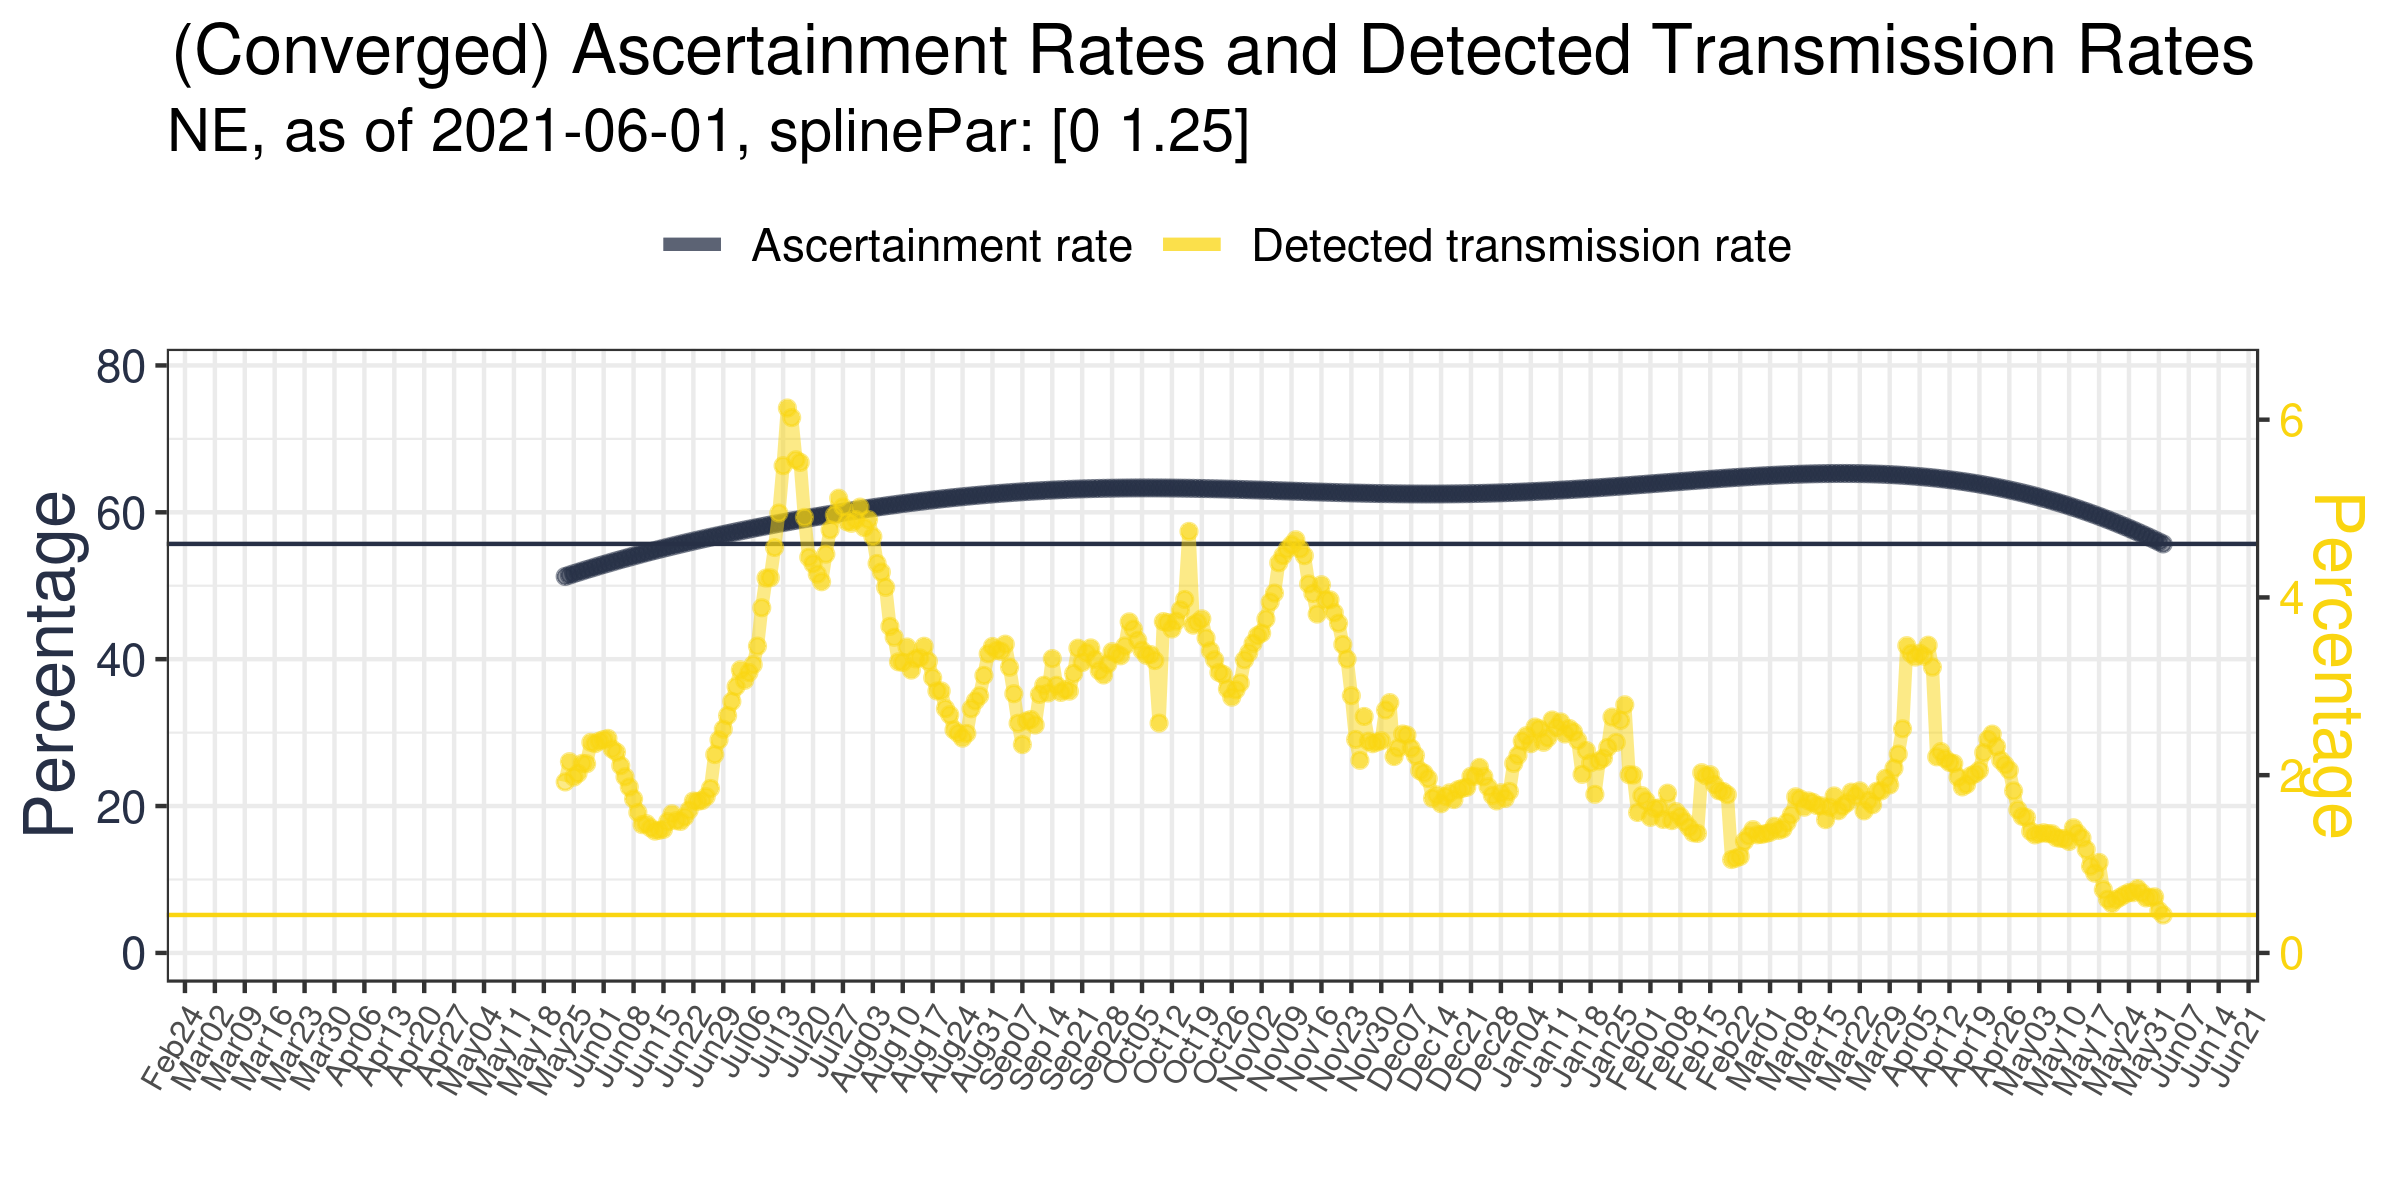 (Converged) Ascertainment Rates and Detected Transmission Rates
NE, as of 2021-06-01, splinePar: [0 1.25]
Ascertainment rate Detected transmission rate
Percentage
80
60
40
20
0
6
4
2
0
Percentage
Feb24 Mar02 Mar09 Mar16 Mar23 Mar30 Apr06 Apr13 Apr20 Apr27 May04 May11 May18 May25 Jun01 Jun08 Jun15 Jun22 Jun29 Jul06 Jul13 Jul20 Jul27 Aug03 Aug10 Aug17 Aug24 Aug31 Sep07 Sep14 Sep21 Sep28 Oct05 Oct12 Oct19 Oct26 Nov02 Nov09 Nov16 Nov23 Nov30 Dec07 Dec14 Dec21 Dec28 Jan04 Jan11 Jan18 Jan25 Feb01 Feb08 Feb15 Feb22 Mar01 Mar08 Mar15 Mar22 Mar29 Apr05 Apr12 Apr19 Apr26 May03 May10 May17 May24 May31 Jun07 Jun14 Jun21